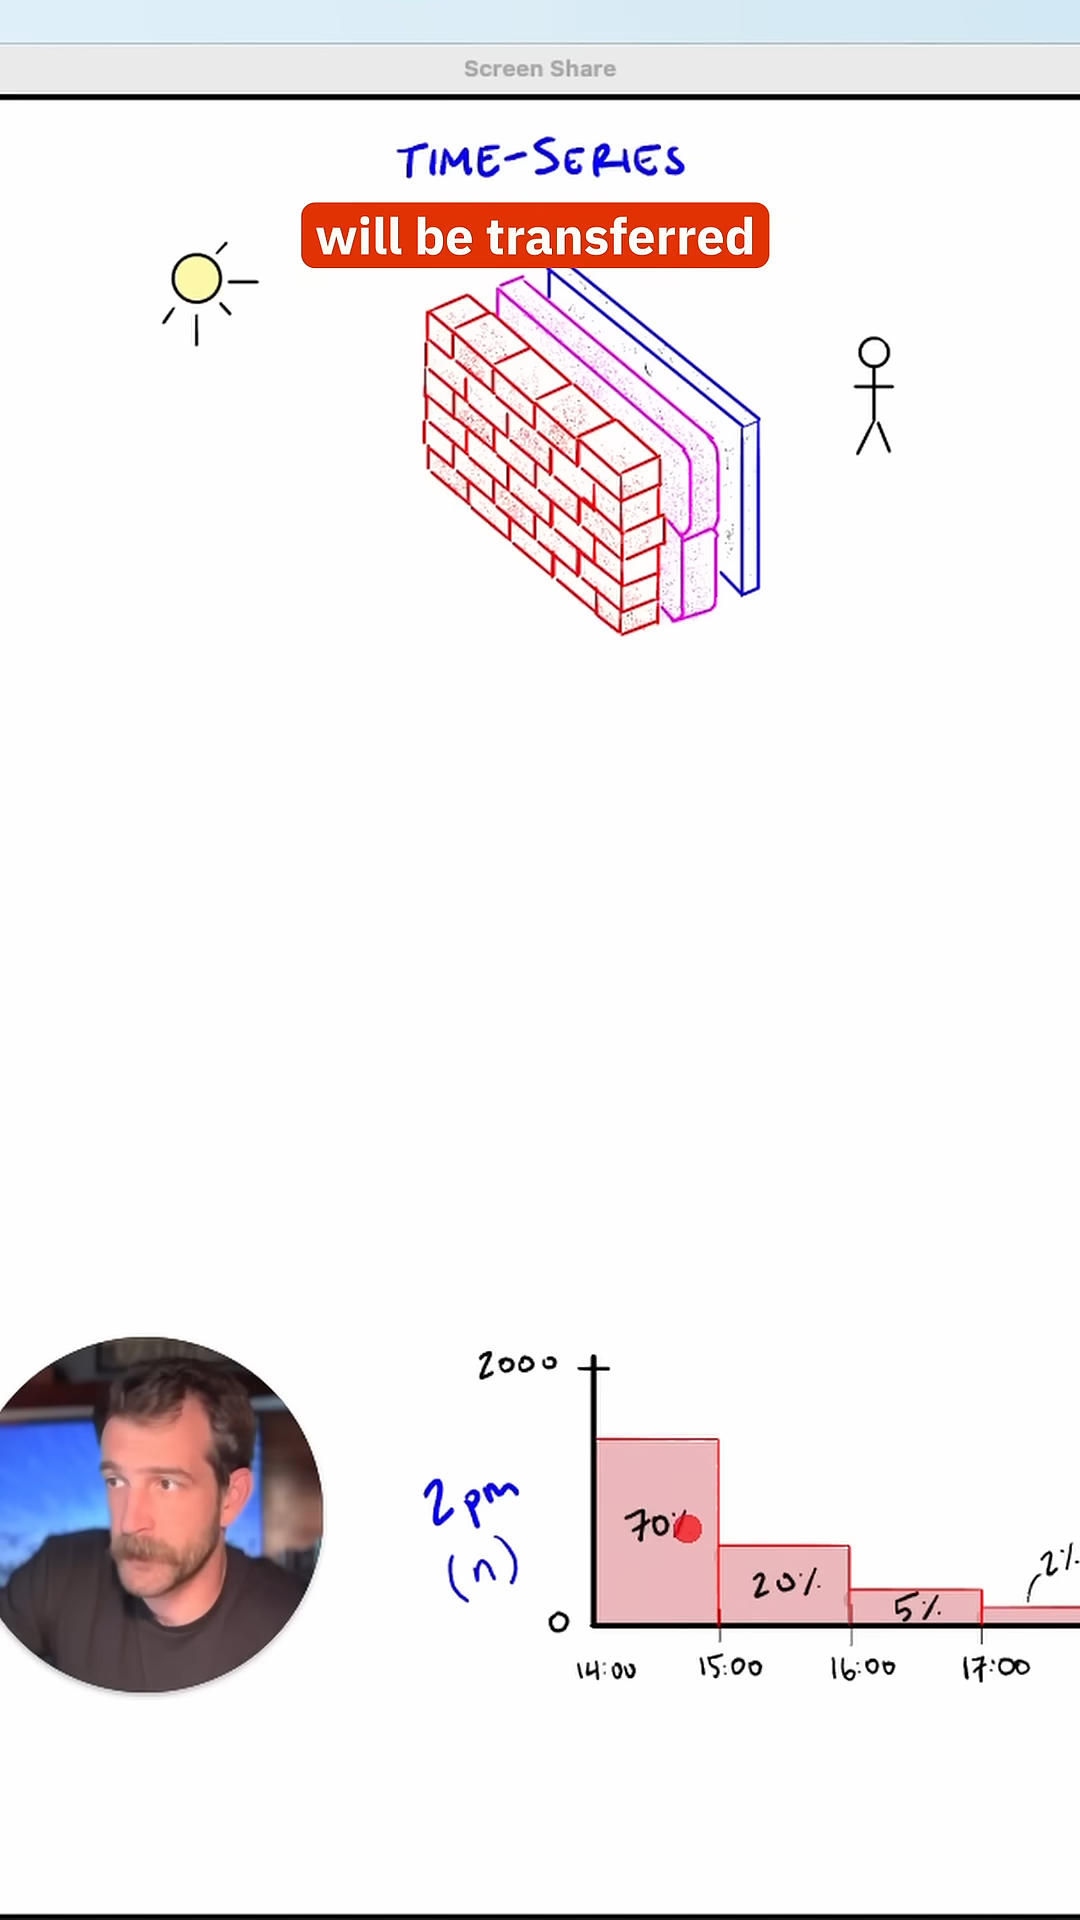 Screen Share
TIME-SERIES
will be transferred
2000
2pm
(n)
70%
20%
5%
2%
0
14:00
15:00
16:00
17:00